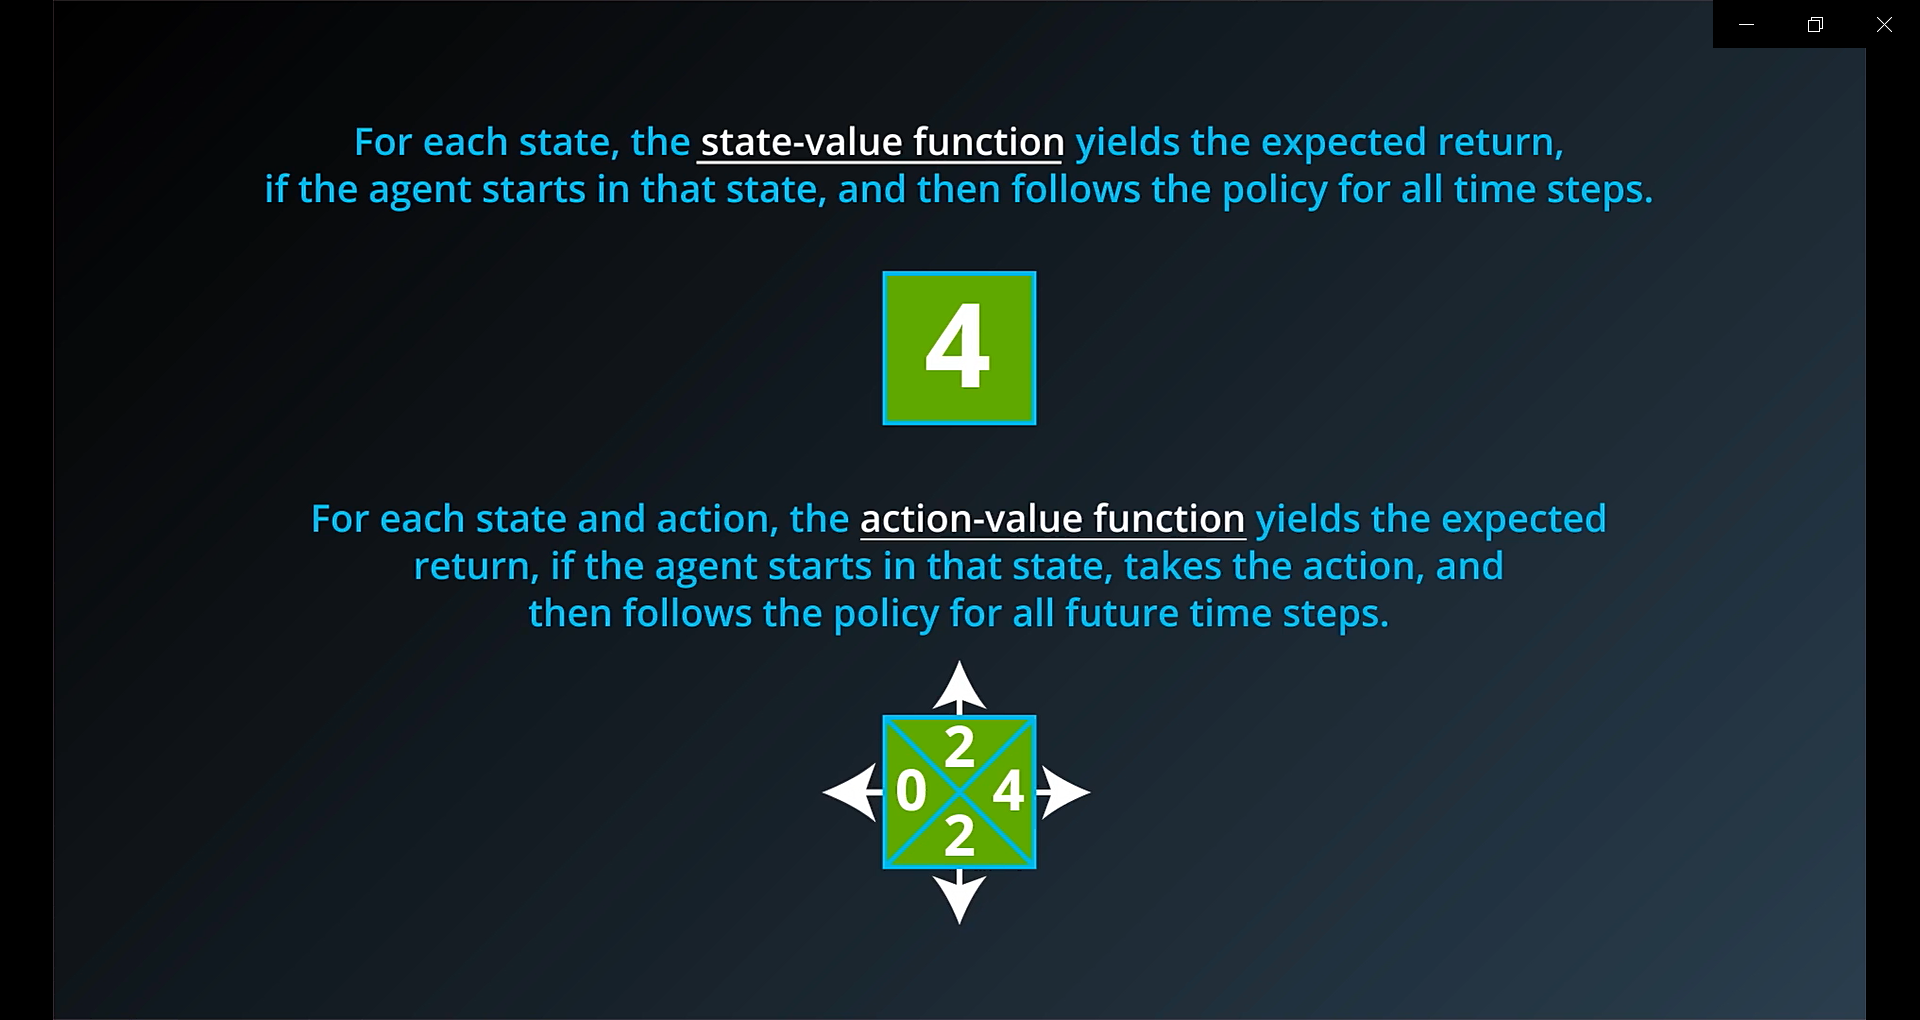 For each state, the state-value function yields the expected return,
if the agent starts in that state, and then follows the policy for all time steps.
4
For each state and action, the action-value function yields the expected
return, if the agent starts in that state, takes the action, and
then follows the policy for all future time steps.
2
0 4
2